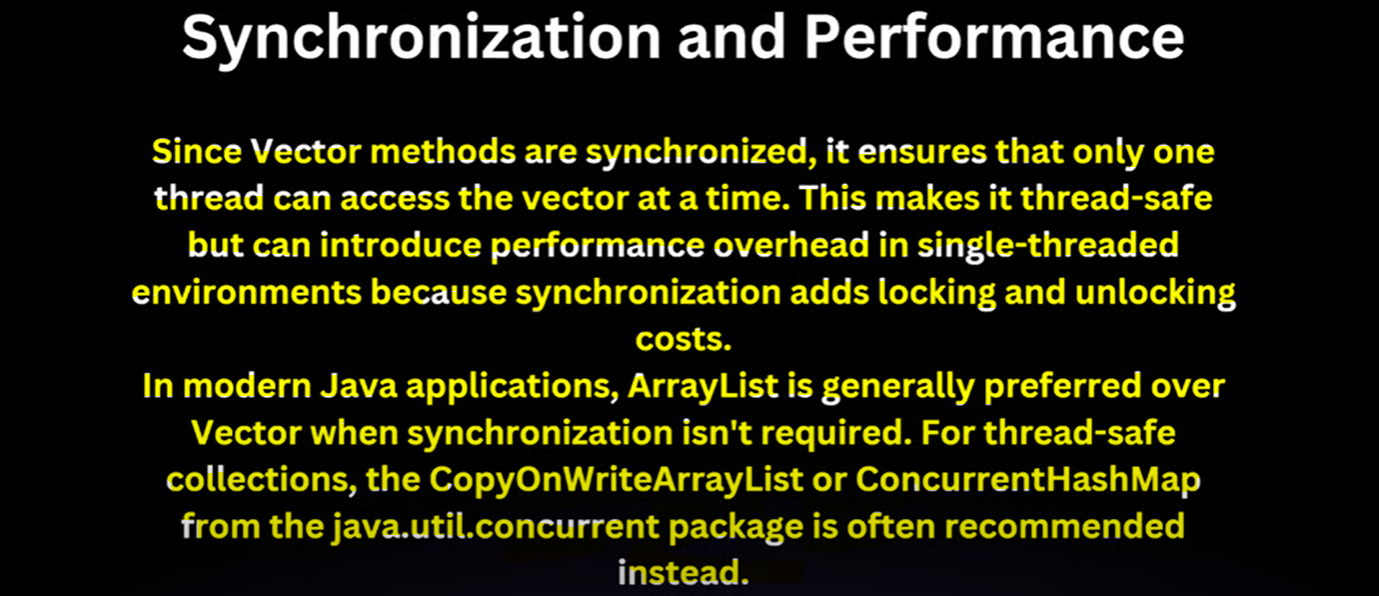 Synchronization and Performance
Since Vector methods are synchronized, it ensures that only one
thread can access the vector at a time. This makes it thread-safe
but can introduce performance overhead in single-threaded
environments because synchronization adds locking and unlocking
costs.
In modern Java applications, ArrayList is generally preferred over
Vector when synchronization isn't required. For thread-safe
collections, the CopyOnWriteArrayList or ConcurrentHashMap
from the java.util.concurrent package is often recommended
instead.